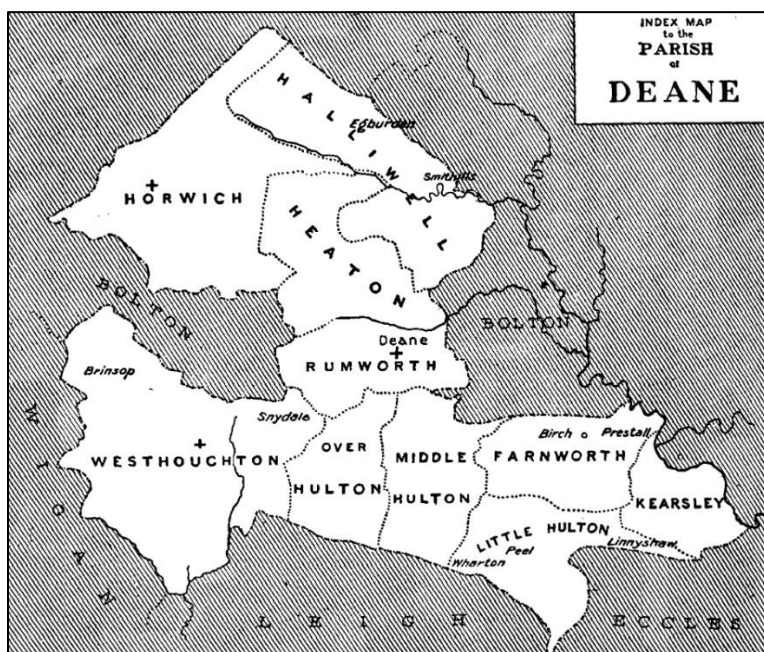 INDEX MAP
to the
PARISH
of
DEANE
HALLIWELL
Egburden
Smithills
HORWICH
HEATON
BOLTON
BOLTON
Deane
RUMWORTH
Brinsop
Snydale
WIGAN
WESTHOUGHTON
OVER
HULTON
MIDDLE
HULTON
Birch
Prestall
FARNWORTH
KEARSLEY
LITTLE HULTON
Peel
Wharton
Linnyshaw
LEIGH
ECCLES